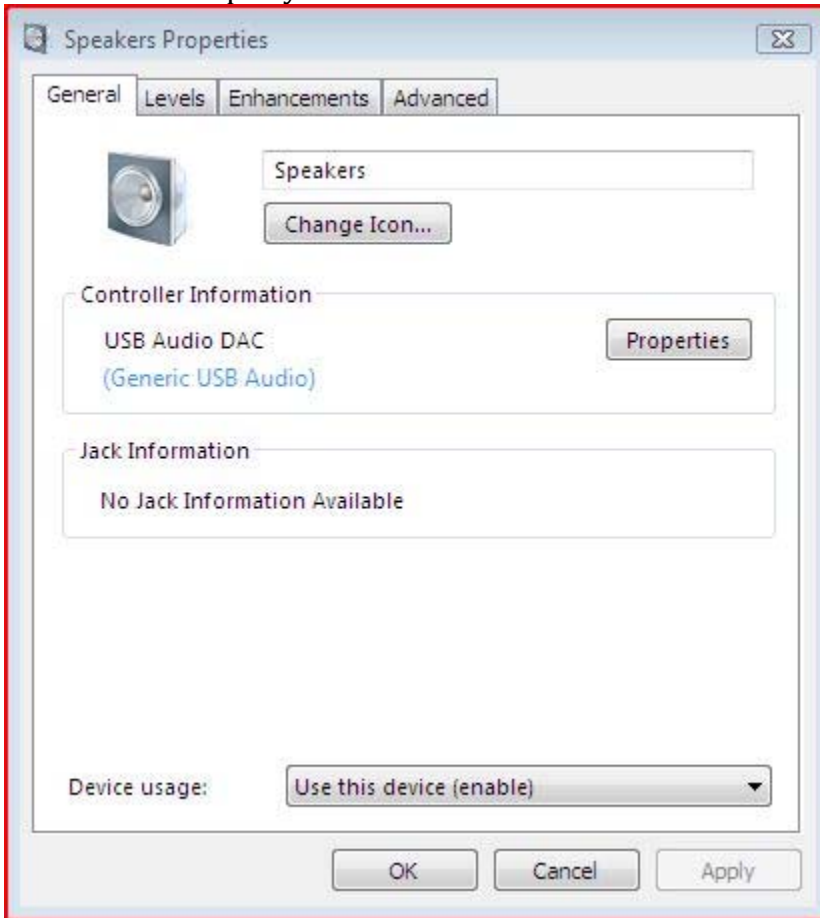 Speakers Properties
General Levels Enhancements Advanced
Speakers
Change Icon...
Controller Information
USB Audio DAC
Properties
(Generic USB Audio)
Jack Information
No Jack Information Available
Device usage:
Use this device (enable)
OK Cancel Apply